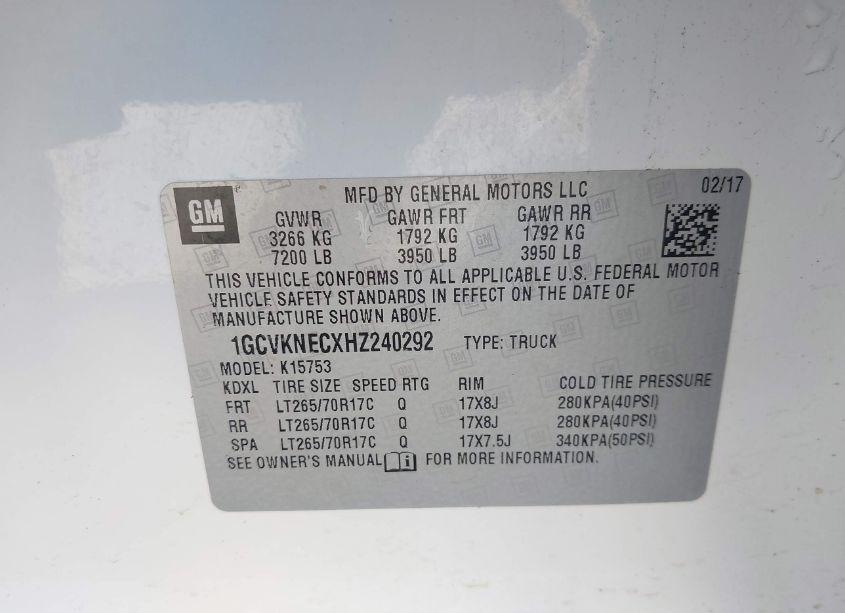 GM
MFD BY GENERAL MOTORS LLC 02/17
GVWR GAWR FRT GAWR RR
3266 KG 1792 KG 1792 KG
7200 LB 3950 LB 3950 LB
THIS VEHICLE CONFORMS TO ALL APPLICABLE U.S. FEDERAL MOTOR
VEHICLE SAFETY STANDARDS IN EFFECT ON THE DATE OF
MANUFACTURE SHOWN ABOVE.
1GCVKNECXHZ240292 TYPE: TRUCK
MODEL: K15753
KDXL TIRE SIZE SPEED RTG RIM COLD TIRE PRESSURE
FRT LT265/70R17C Q 17X8J 280KPA(40PSI)
RR LT265/70R17C Q 17X8J 280KPA(40PSI)
SPA LT265/70R17C Q 17X7.5J 340KPA(50PSI)
SEE OWNER'S MANUAL FOR MORE INFORMATION.